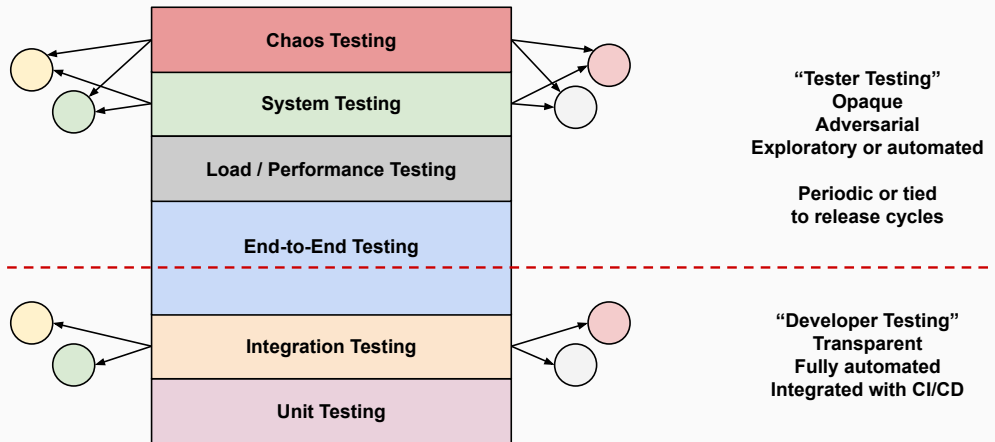 Chaos Testing
System Testing
Load / Performance Testing
End-to-End Testing
Integration Testing
Unit Testing
“Tester Testing”
Opaque
Adversarial
Exploratory or automated
Periodic or tied
to release cycles
“Developer Testing”
Transparent
Fully automated
Integrated with CI/CD